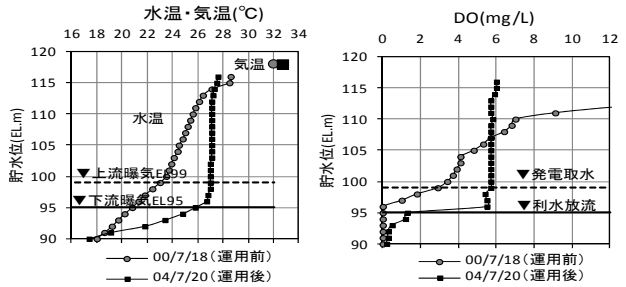 水温・気温(℃)
16 18 20 22 24 26 28 30 32 34
貯水位(EL.m)
120
115
110
105
100
95
90
気温
水温
▼上流曝気EL99
▼下流曝気EL95
00/7/18(運用前)
04/7/20(運用後)
DO(mg/L)
0 2 4 6 8 10 12
貯水位(EL.m)
120
115
110
105
100
95
90
▼発電取水
▼利水放流
00/7/18(運用前)
04/7/20(運用後)